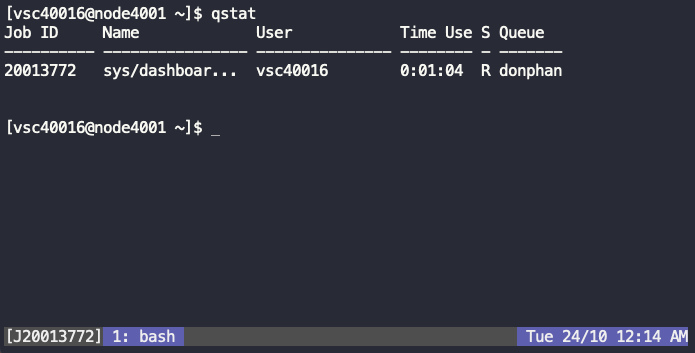 [vsc40016@node4001 ~]$ qstat
Job ID     Name             User            Time Use S Queue
---------- ---------------- --------------- -------- - -------
20013772   sys/dashboar...  vsc40016        0:01:04  R donphan
[vsc40016@node4001 ~]$ _
[J20013772] 1: bash Tue 24/10 12:14 AM